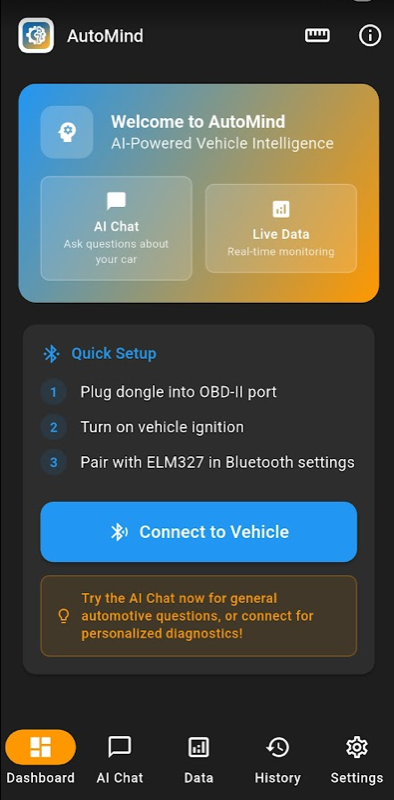 AutoMind
Welcome to AutoMind
AI-Powered Vehicle Intelligence
AI Chat
Ask questions about
your car
Live Data
Real-time monitoring
Quick Setup
1 Plug dongle into OBD-II port
2 Turn on vehicle ignition
3 Pair with ELM327 in Bluetooth settings
Connect to Vehicle
Try the AI Chat now for general
automotive questions, or connect for
personalized diagnostics!
Dashboard AI Chat Data History Settings